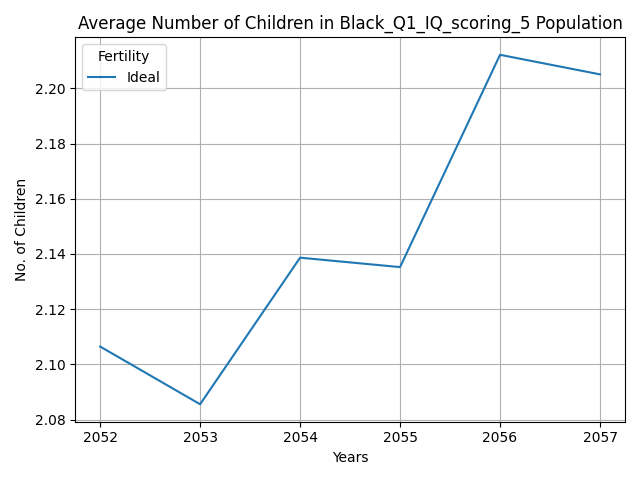 Average Number of Children in Black_Q1_IQ_scoring_5 Population
Fertility
Ideal
No. of Children
2.20
2.18
2.16
2.14
2.12
2.10
2.08
2052 2053 2054 2055 2056 2057
Years